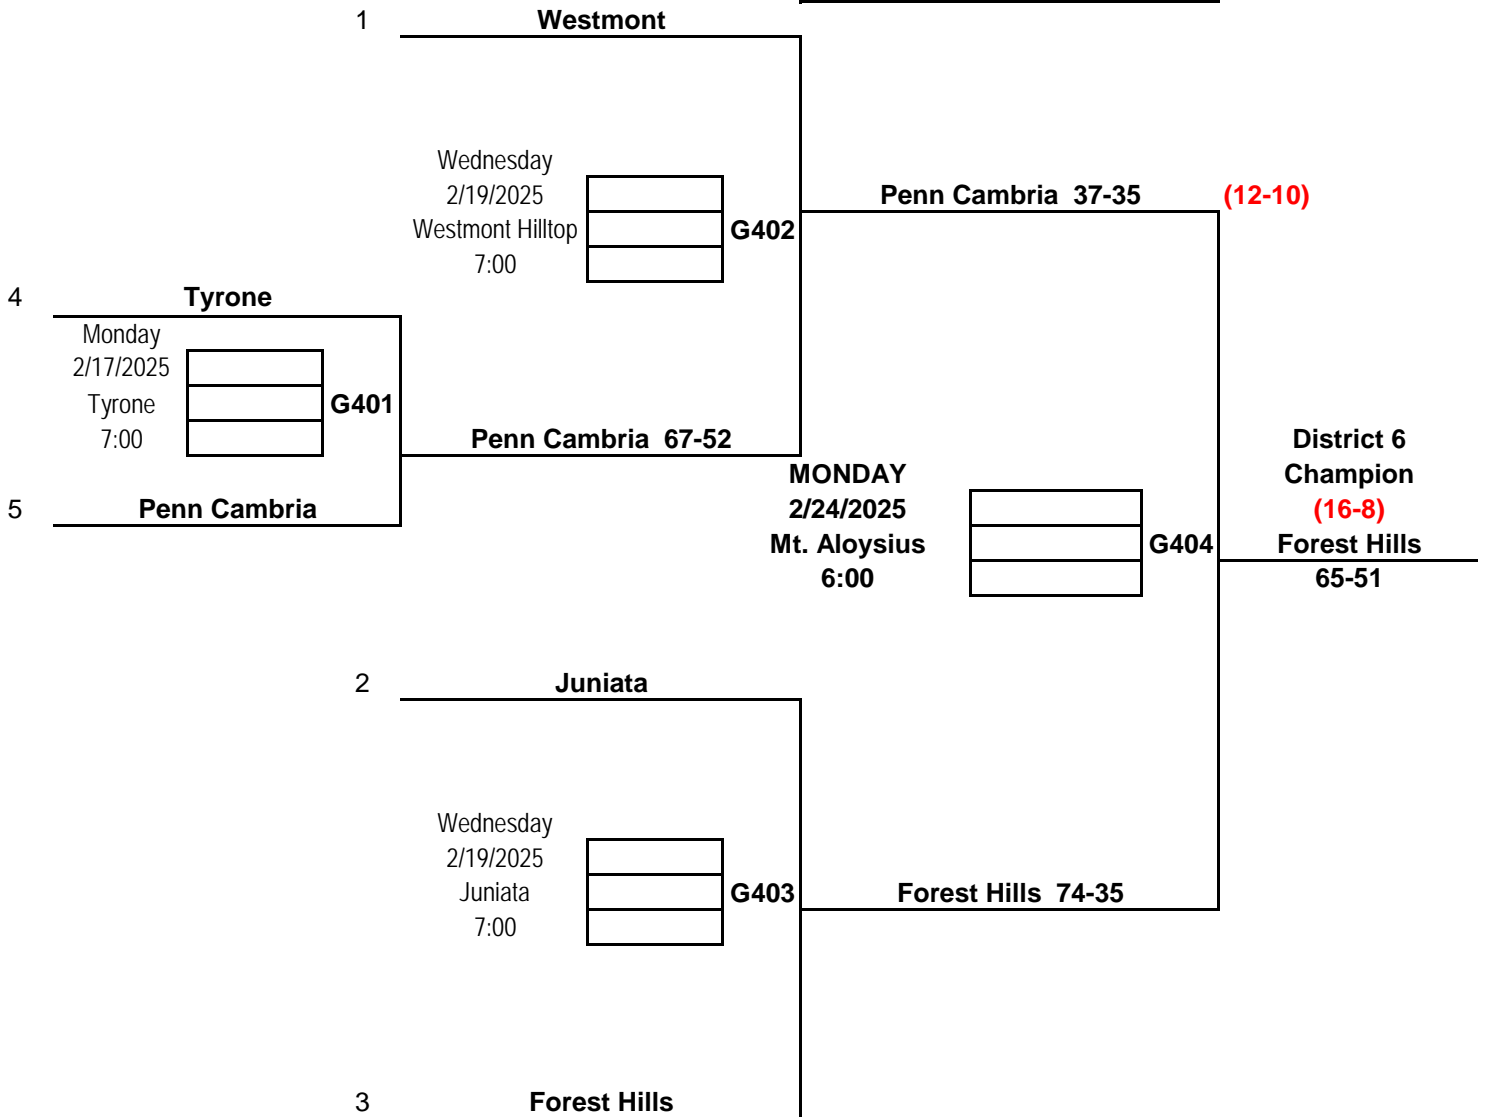 1 Westmont
Wednesday
2/19/2025
Penn Cambria 37-35 (12-10)
Westmont Hilltop
G402
7:00
4 Tyrone
Monday
2/17/2025
Tyrone
G401
7:00
Penn Cambria 67-52
5 Penn Cambria
MONDAY
2/24/2025
Mt. Aloysius
G404
6:00
District 6
Champion
(16-8)
Forest Hills
65-51
2 Juniata
Wednesday
2/19/2025
Juniata
G403
7:00
Forest Hills 74-35
3 Forest Hills